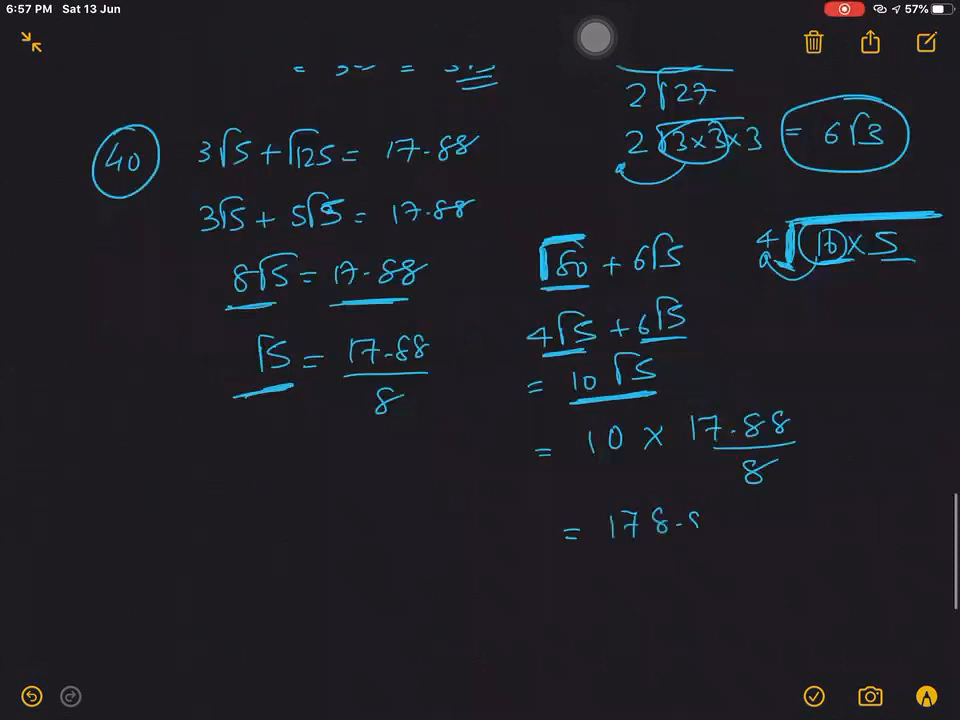 6:57 PM Sat 13 Jun
57%
2√27
2√3×3×3 = 6√3
40
3√5 + √125 = 17.88
3√5 + 5√5 = 17.88
8√5 = 17.88
√5 = 17.88/8
4√16×5
√80 + 6√5
4√5 + 6√5
= 10√5
= 10 × 17.88/8
= 178.8